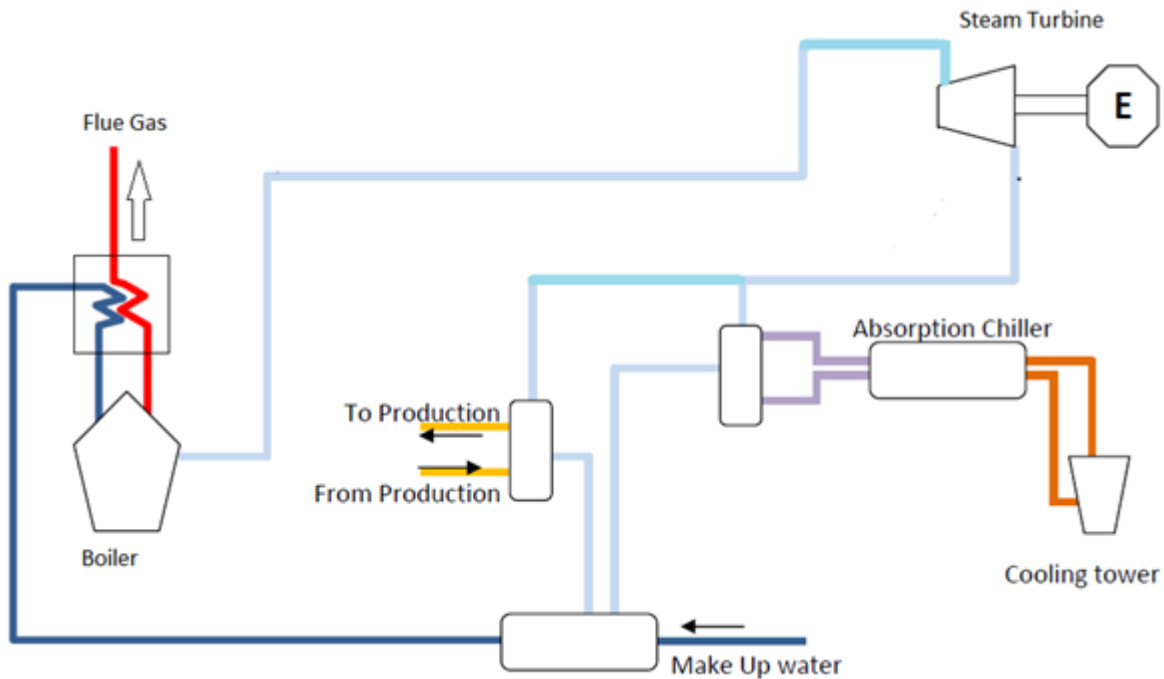 Steam Turbine
E
Flue Gas
Absorption Chiller
To Production
From Production
Boiler
Cooling tower
Make Up water